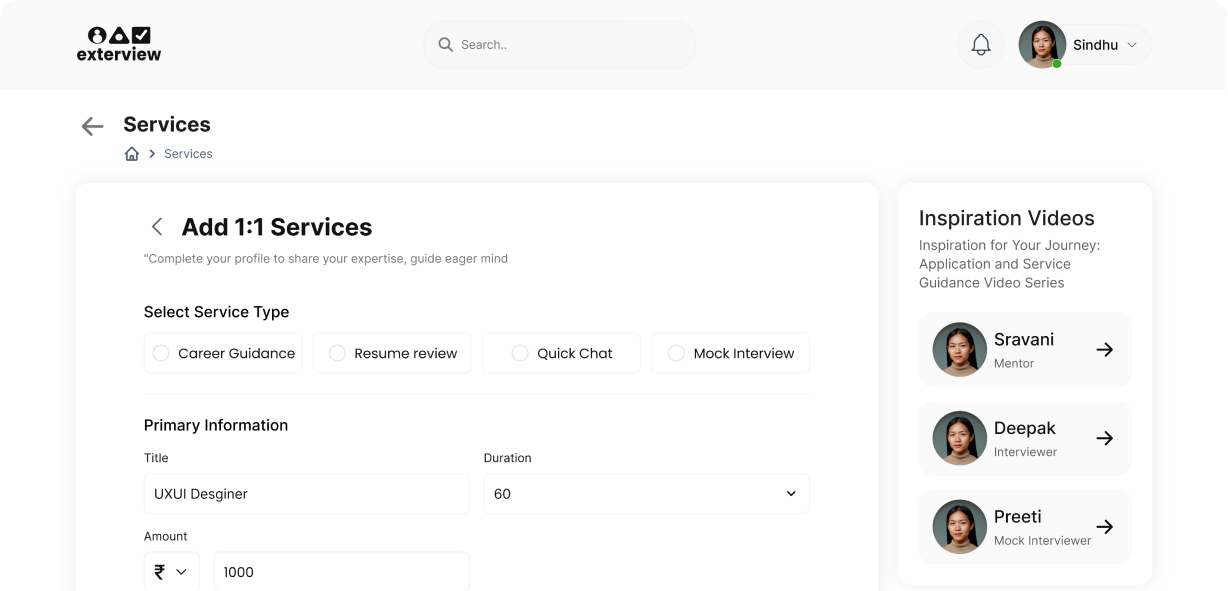 exterview
Search..
Sindhu
Services
Services
Add 1:1 Services
"Complete your profile to share your expertise, guide eager mind
Select Service Type
Career Guidance
Resume review
Quick Chat
Mock Interview
Primary Information
Title
Duration
UXUI Desginer
60
Amount
₹
1000
Inspiration Videos
Inspiration for Your Journey:
Application and Service
Guidance Video Series
Sravani
Mentor
Deepak
Interviewer
Preeti
Mock Interviewer